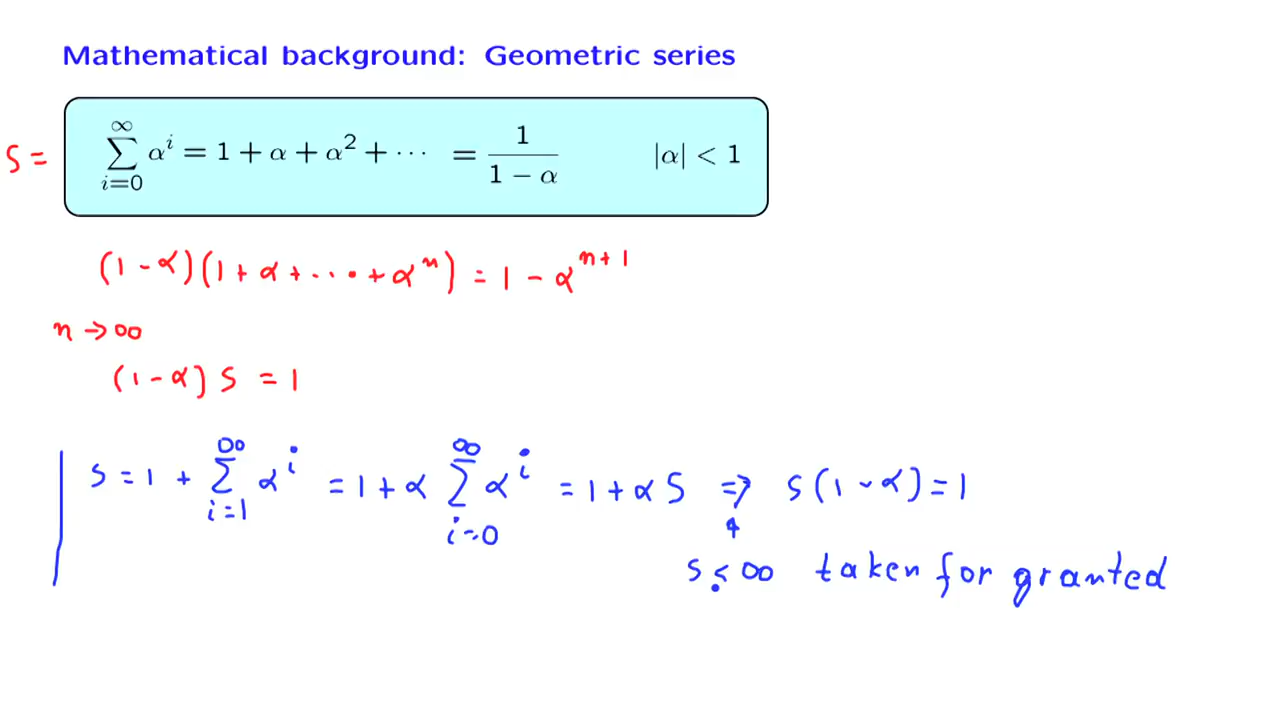 Mathematical background: Geometric series
S = ∑_{i=0}^{∞} α^i = 1 + α + α^2 + ⋯ = 1/(1 − α)   |α| < 1
(1 - α)(1 + α + ⋯ + α^n) = 1 - α^{n+1}
n → ∞
(1 - α) S = 1
S = 1 + ∑_{i=1}^{∞} α^i = 1 + α ∑_{i=0}^{∞} α^i = 1 + α S ⇒ S(1 - α) = 1
S < ∞ taken for granted